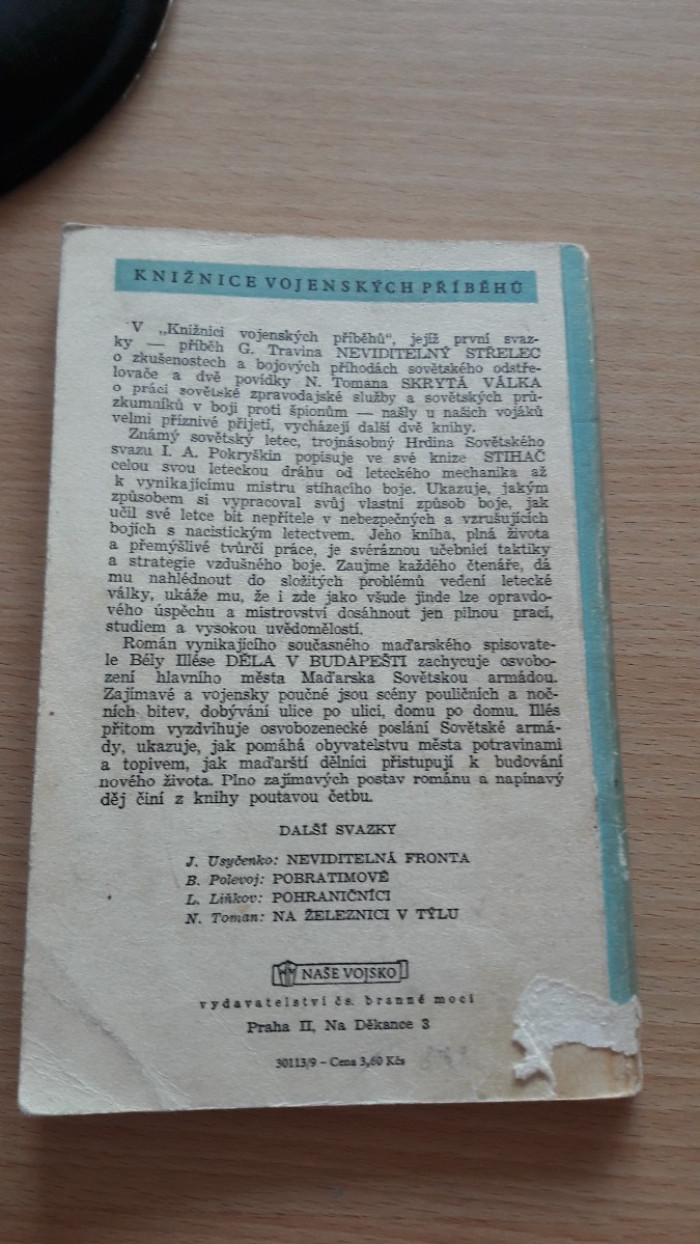 KNIŽNICE VOJENSKÝCH PŘÍBĚHŮ
V „Knižnici vojenských příběhů“, jejíž první svaz-
ky — příběh G. Travina NEVIDITELNÝ STŘELEC
o zkušenostech a bojových příhodách sovětského odstře-
lovače a dvě povídky N. Tomana SKRYTÁ VÁLKA
o práci sovětské zpravodajské služby a sovětských prů-
zkumníků v boji proti špionům — našly u našich vojáků
velmi příznivé přijetí, vycházejí další dvě knihy.
Známý sovětský letec, trojnásobný Hrdina Sovětského
svazu I. A. Pokryškin popisuje ve své knize STIHAČ
celou svou leteckou dráhu od leteckého mechanika až
k vynikajícímu mistru stíhacího boje. Ukazuje, jakým
způsobem si vypracoval svůj vlastní způsob boje, jak
učil své letce bít nepřítele v nebezpečných a vzrušujících
bojích s nacistickým letectvem. Jeho kniha, plná života
a přemýšlivé tvůrčí práce, je svéráznou učebnicí taktiky
a strategie vzdušného boje. Zaujme každého čtenáře, dá
mu nahlédnout do složitých problémů vedení letecké
války, ukáže mu, že i zde jako všude jinde lze opravdo-
vého úspěchu a mistrovství dosáhnout jen pilnou prací,
studiem a vysokou uvědomělostí.
Román vynikajícího současného maďarského spisovate-
le Bély Illése DĚLA V BUDAPEŠTI zachycuje osvobo-
zení hlavního města Maďarska Sovětskou armádou.
Zajímavé a vojensky poučné jsou scény pouličních a noč-
ních bitev, dobývání ulice po ulici, domu po domu. Illés
přitom vyzdvihuje osvobozenecké poslání Sovětské armá-
dy, ukazuje, jak pomáhá obyvatelstvu města potravinami
a topivem, jak maďarští dělníci přistupují k budování
nového života. Plno zajímavých postav románu a napínavý
děj činí z knihy poutavou četbu.
DALŠÍ SVAZKY
J. Usyčenko: NEVIDITELNÁ FRONTA
B. Polevoj: POBRATIMOVÉ
L. Liňkov: POHRANIČNÍCI
N. Toman: NA ŽELEZNICI V TÝLU
NAŠE VOJSKO
vydavatelství čs. branné moci
Praha II, Na Děkance 3
30113/9 – Cena 3,60 Kčs